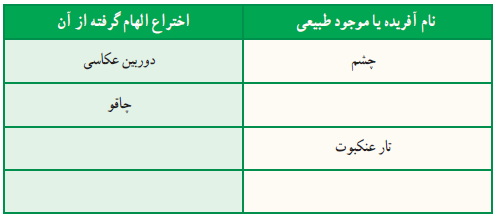 نام آفریده یا موجود طبیعی
اختراع الهام گرفته از آن
چشم
دوربین عکاسی
چاقو
تار عنکبوت